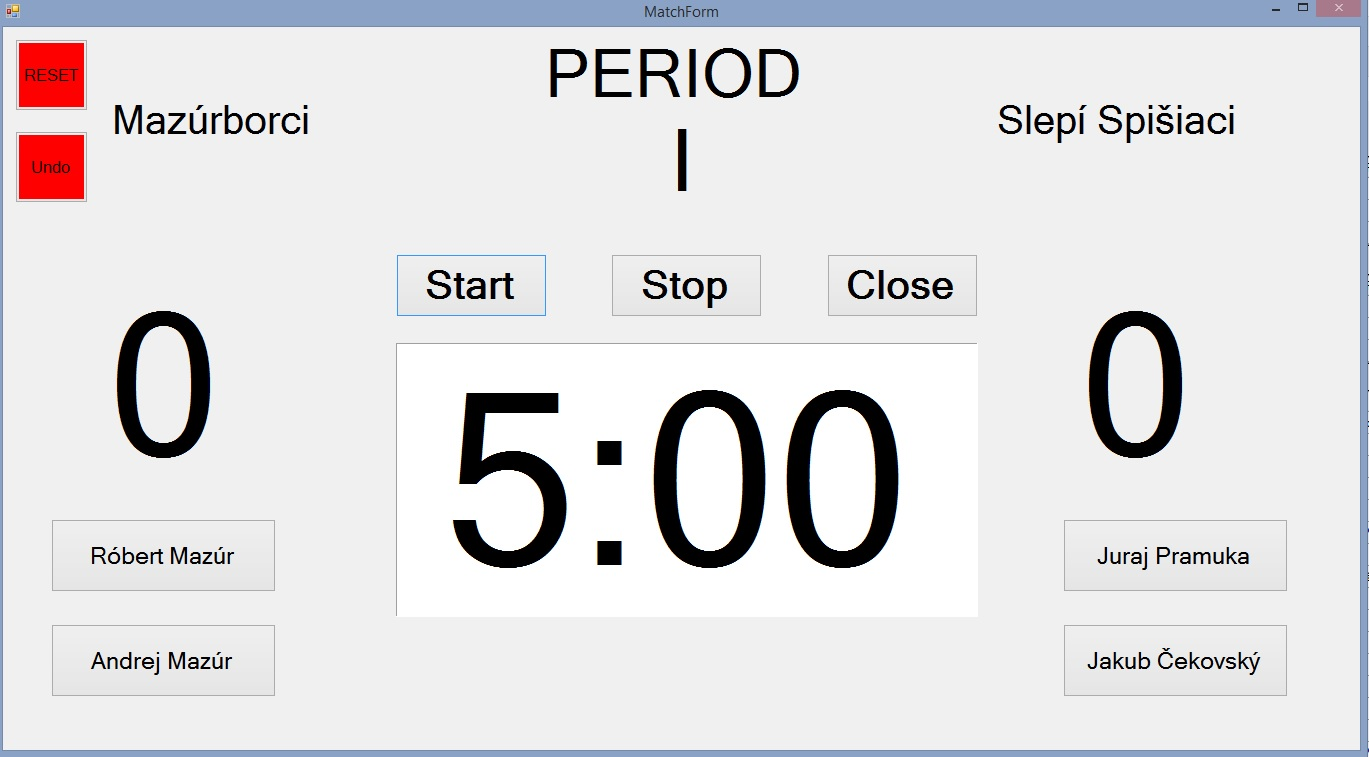 MatchForm
RESET
Undo
Mazúrborci
PERIOD
I
Slepí Spišiaci
Start
Stop
Close
0
5:00
0
Róbert Mazúr
Andrej Mazúr
Juraj Pramuka
Jakub Čekovský